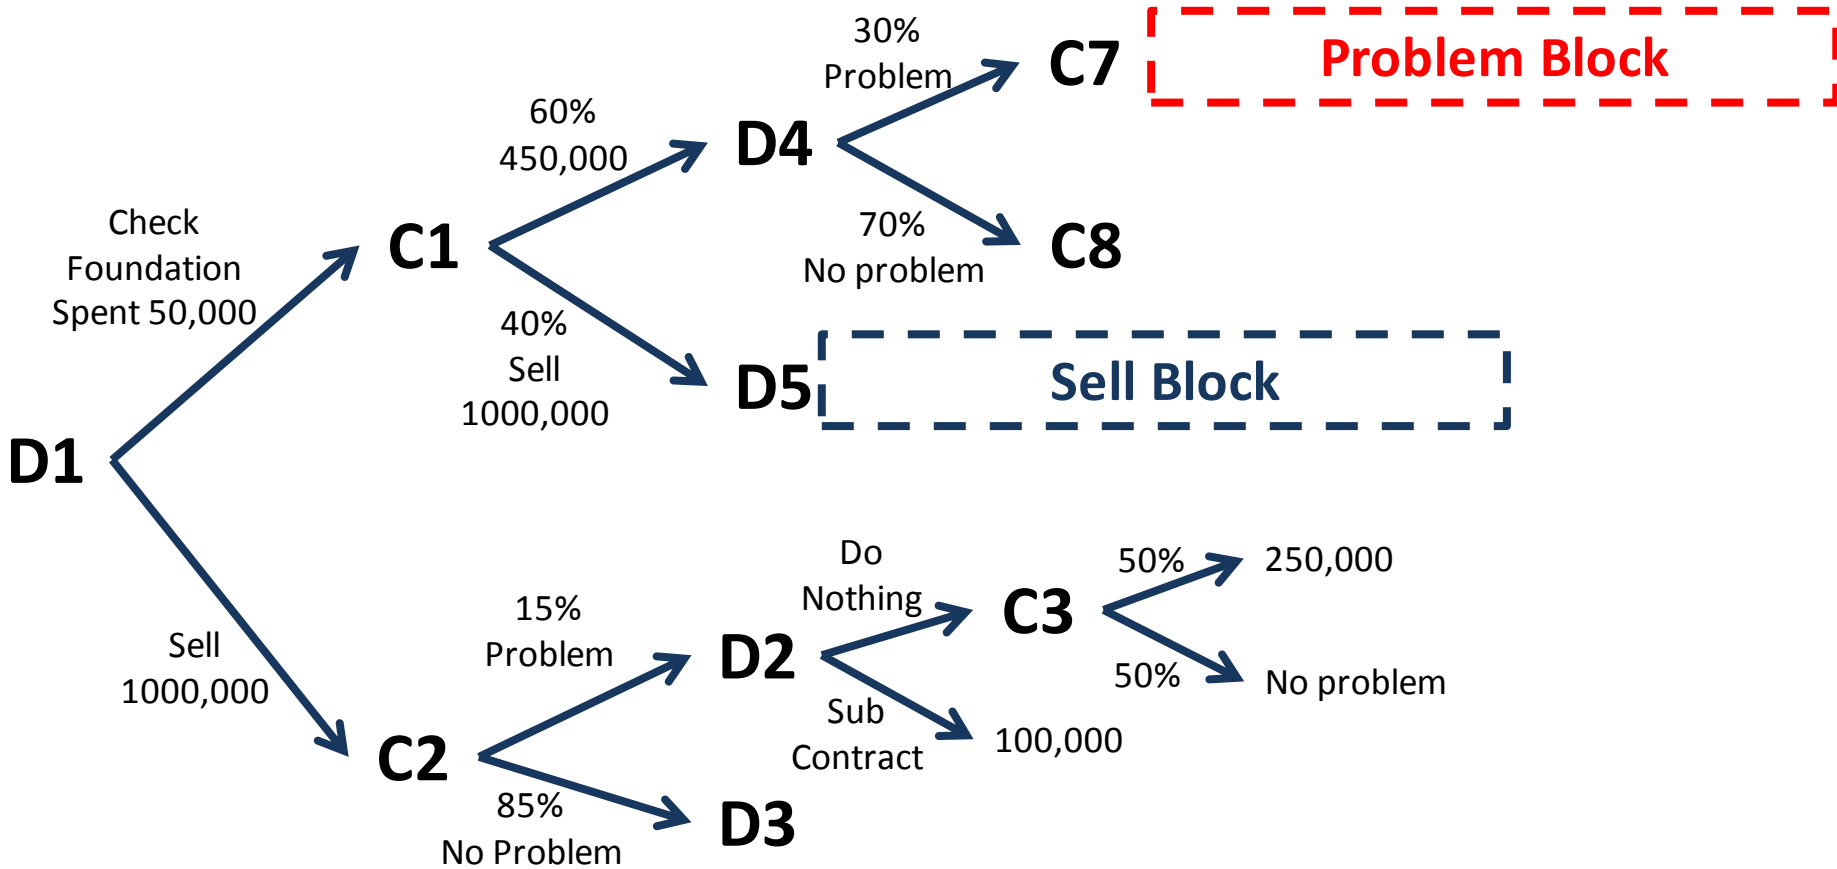 30%
Problem
C7
Problem Block
60%
450,000
D4
Check
Foundation
Spent 50,000
C1
70%
No problem
C8
40%
Sell
1000,000
D5
Sell Block
D1
Do
Nothing
50%
250,000
15%
Problem
C3
Sell
1000,000
D2
50%
No problem
Sub
Contract
100,000
C2
85%
No Problem
D3